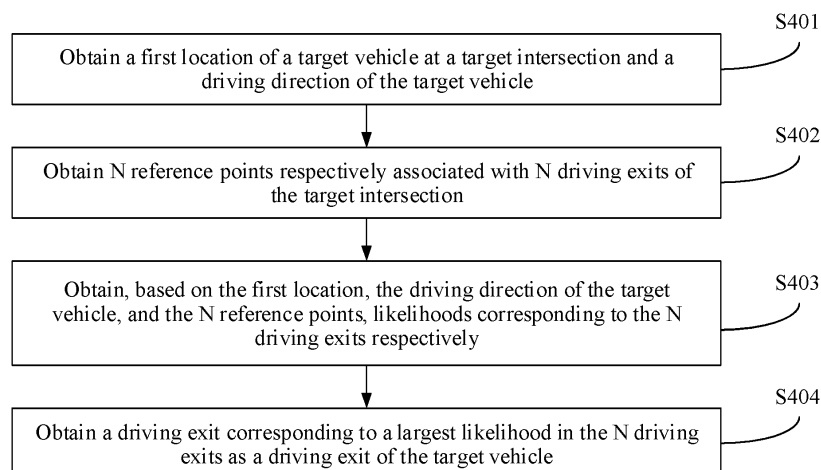 S401
Obtain a first location of a target vehicle at a target intersection and a
driving direction of the target vehicle
S402
Obtain N reference points respectively associated with N driving exits of
the target intersection
S403
Obtain, based on the first location, the driving direction of the target
vehicle, and the N reference points, likelihoods corresponding to the N
driving exits respectively
S404
Obtain a driving exit corresponding to a largest likelihood in the N driving
exits as a driving exit of the target vehicle